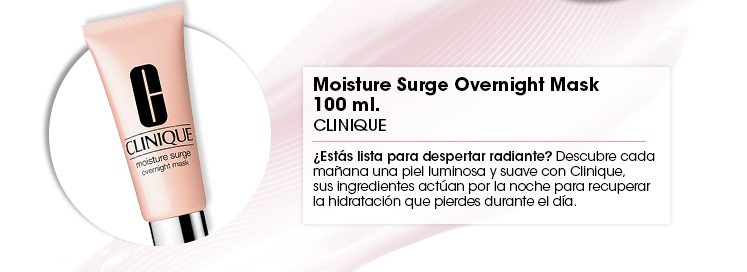 C
CLINIQUE
moisture surge
overnight mask
Moisture Surge Overnight Mask
100 ml.
CLINIQUE
¿Estás lista para despertar radiante? Descubre cada
mañana una piel luminosa y suave con Clinique,
sus ingredientes actúan por la noche para recuperar
la hidratación que pierdes durante el día.